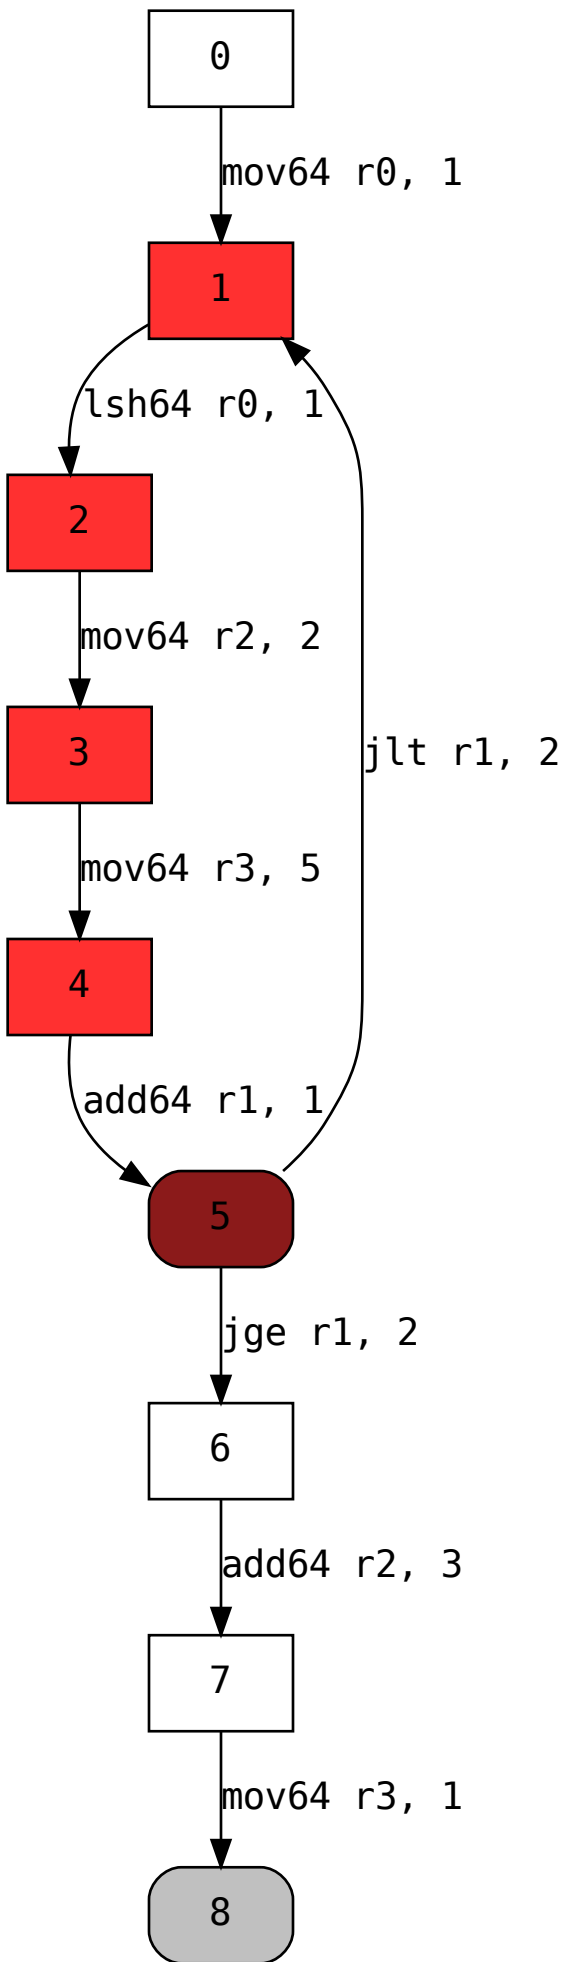 0
mov64 r0, 1
1
lsh64 r0, 1
2
mov64 r2, 2
3
jlt r1, 2
mov64 r3, 5
4
add64 r1, 1
5
jge r1, 2
6
add64 r2, 3
7
mov64 r3, 1
8